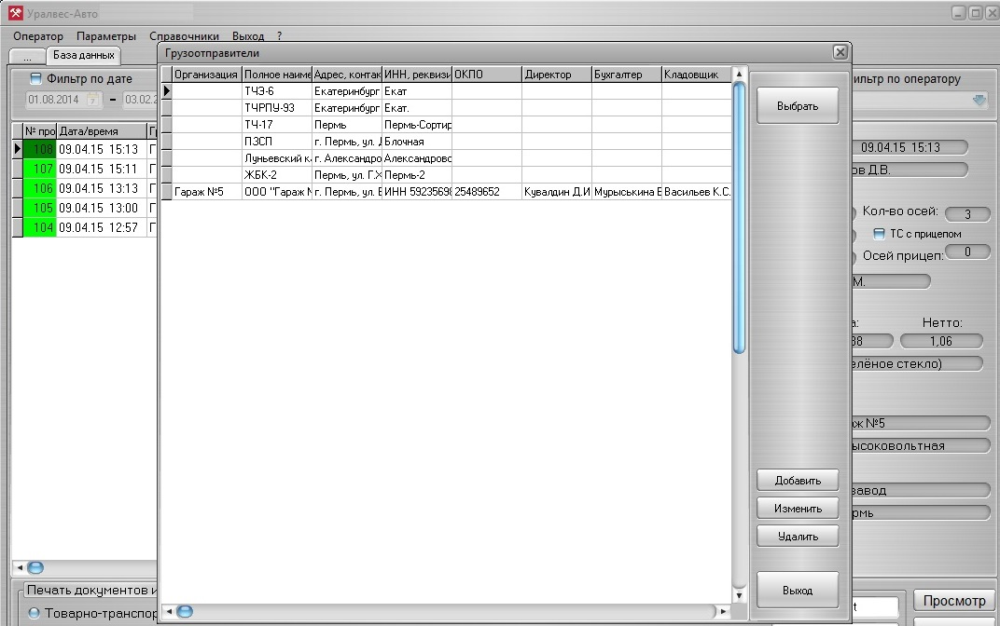 Уралвес-Авто
Оператор Параметры Справочники Выход ?
... База данных
Фильтр по дате
01.08.2014 – 03.02.2
№ про Дата/время Гр
108 09.04.15 15:13 Г
107 09.04.15 15:11 Г
106 09.04.15 13:13 Г
105 09.04.15 13:00 Г
104 09.04.15 12:57 Г
Печать документов и
Товарно-транспор
Грузоотправители
Организация Полное наиме Адрес, контак ИНН, реквизи ОКПО Директор Бухгалтер Кладовщик
ТЧЭ-6 Екатеринбург Екат
ТЧРПУ-93 Екатеринбург Екат.
ТЧ-17 Пермь Пермь-Сортир
ПЗСП г. Пермь, ул. Блочная
Луньевский к г. Александро Александровс
ЖБК-2 Пермь, ул. Г.Х Пермь-2
Гараж №5 ООО "Гараж № г. Пермь, ул. ИНН 5923569 25489652 Кувалдин Д.И Мурыськина Васильев К.С.
Выбрать
Добавить
Изменить
Удалить
Выход
ильтр по оператору
09.04.15 15:13
ов Д.В.
Кол-во осей: 3
ТС с прицепом
Осей прицеп: 0
М.
а: Нетто:
38 1,06
елёное стекло)
ж №5
ысоковольтная
завод
рмь
t Просмотр